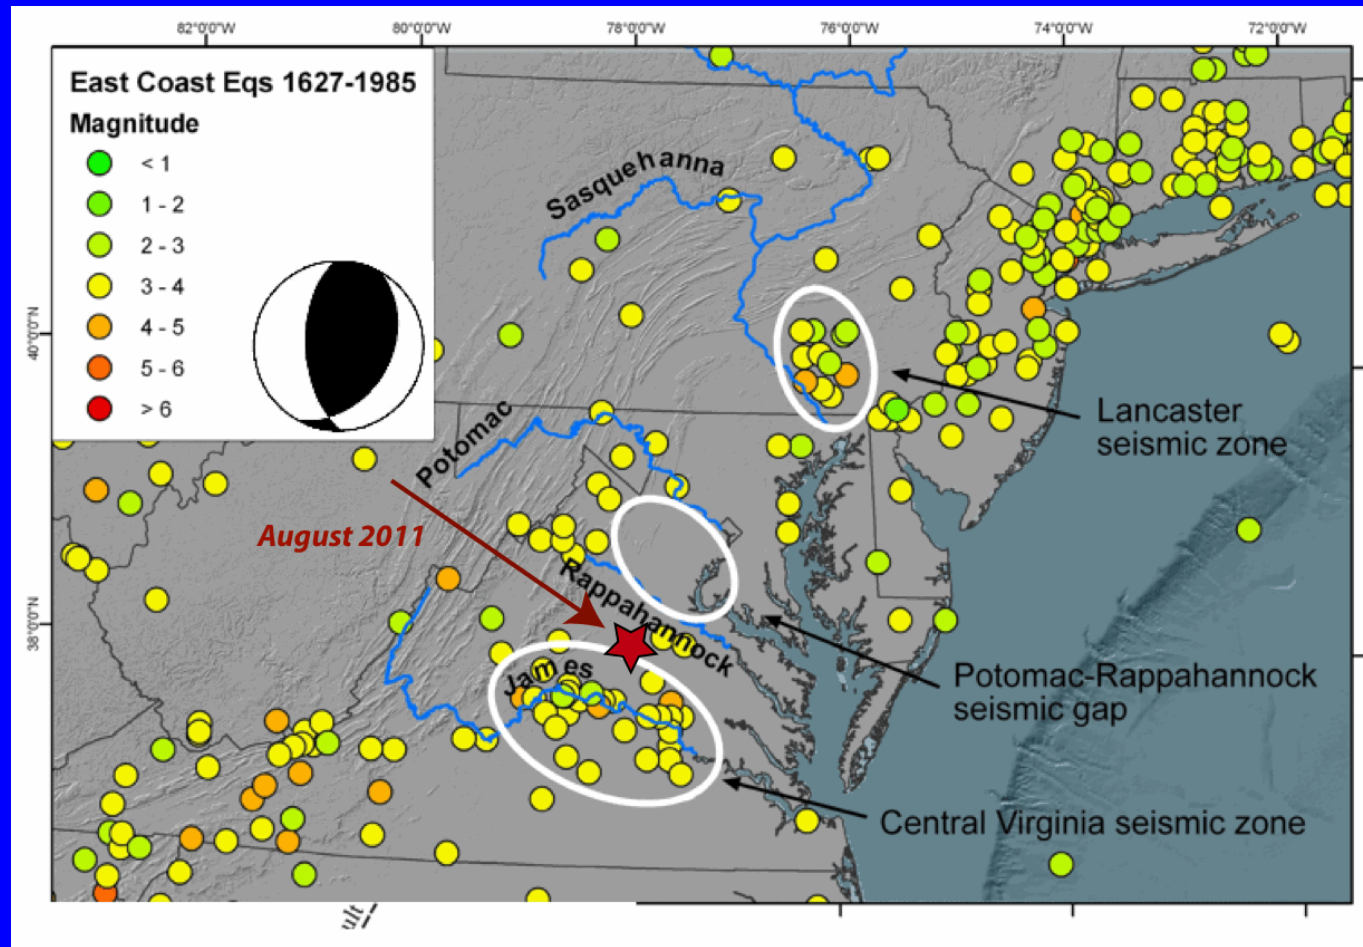 82°0'0"W
80°0'0"W
78°0'0"W
76°0'0"W
74°0'0"W
72°0'0"W
East Coast Eqs 1627-1985
Magnitude
< 1
1 - 2
2 - 3
3 - 4
4 - 5
5 - 6
> 6
40°0'0"N
38°0'0"N
Sasquehanna
Potomac
August 2011
Rappahannock
James
Lancaster
seismic zone
Potomac-Rappahannock
seismic gap
Central Virginia seismic zone
ult